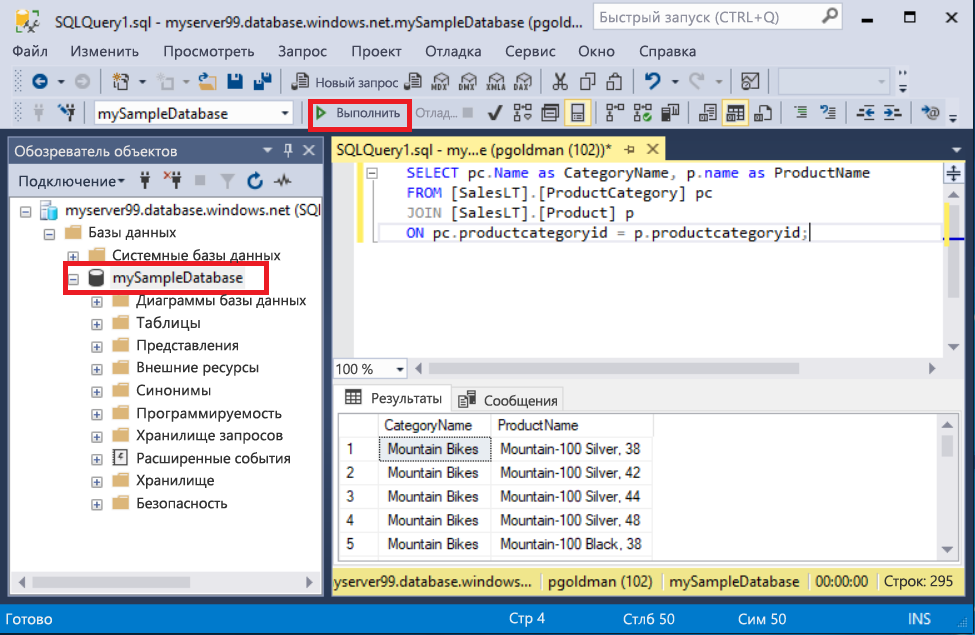 SQLQuery1.sql - myserver99.database.windows.net.mySampleDatabase (pgold...
Быстрый запуск (CTRL+Q)
Файл Изменить Просмотреть Запрос Проект Отладка Сервис Окно Справка
Новый запрос MDX DMX XMLA DAX
mySampleDatabase Выполнить Отлад...
Обозреватель объектов
Подключение
myserver99.database.windows.net (SQl
Базы данных
Системные базы данных
mySampleDatabase
Диаграммы базы данных
Таблицы
Представления
Внешние ресурсы
Синонимы
Программируемость
Хранилище запросов
Расширенные события
Хранилище
Безопасность
SQLQuery1.sql - my...e (pgoldman (102))*
SELECT pc.Name as CategoryName, p.name as ProductName
FROM [SalesLT].[ProductCategory] pc
JOIN [SalesLT].[Product] p
ON pc.productcategoryid = p.productcategoryid;
100 %
Результаты Сообщения
CategoryName ProductName
1 Mountain Bikes Mountain-100 Silver, 38
2 Mountain Bikes Mountain-100 Silver, 42
3 Mountain Bikes Mountain-100 Silver, 44
4 Mountain Bikes Mountain-100 Silver, 48
5 Mountain Bikes Mountain-100 Black, 38
yserver99.database.windows... pgoldman (102) mySampleDatabase 00:00:00 Строк: 295
Готово Стр 4 Стлб 50 Сим 50 INS